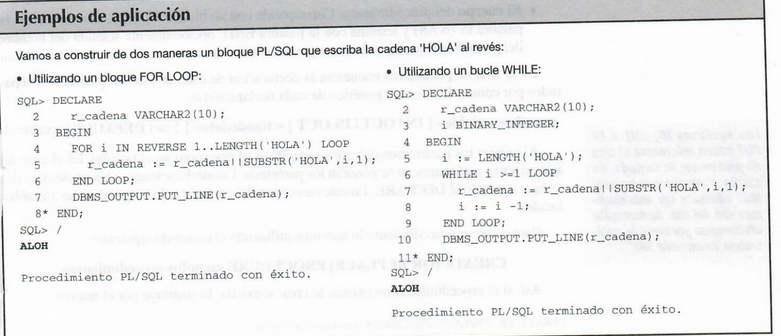 Ejemplos de aplicación
Vamos a construir de dos maneras un bloque PL/SQL que escriba la cadena 'HOLA' al revés:
• Utilizando un bloque FOR LOOP:
SQL> DECLARE
2 r_cadena VARCHAR2(10);
3 BEGIN
4 FOR i IN REVERSE 1..LENGTH('HOLA') LOOP
5 r_cadena := r_cadena||SUBSTR('HOLA',i,1);
6 END LOOP;
7 DBMS_OUTPUT.PUT_LINE(r_cadena);
8* END;
SQL> /
ALOH
Procedimiento PL/SQL terminado con éxito.
• Utilizando un bucle WHILE:
SQL> DECLARE
2 r_cadena VARCHAR2(10);
3 i BINARY_INTEGER;
4 BEGIN
5 i := LENGTH('HOLA');
6 WHILE i >=1 LOOP
7 r_cadena := r_cadena||SUBSTR('HOLA',i,1);
8 i := i -1;
9 END LOOP;
10 DBMS_OUTPUT.PUT_LINE(r_cadena);
11* END;
SQL> /
ALOH
Procedimiento PL/SQL terminado con éxito.